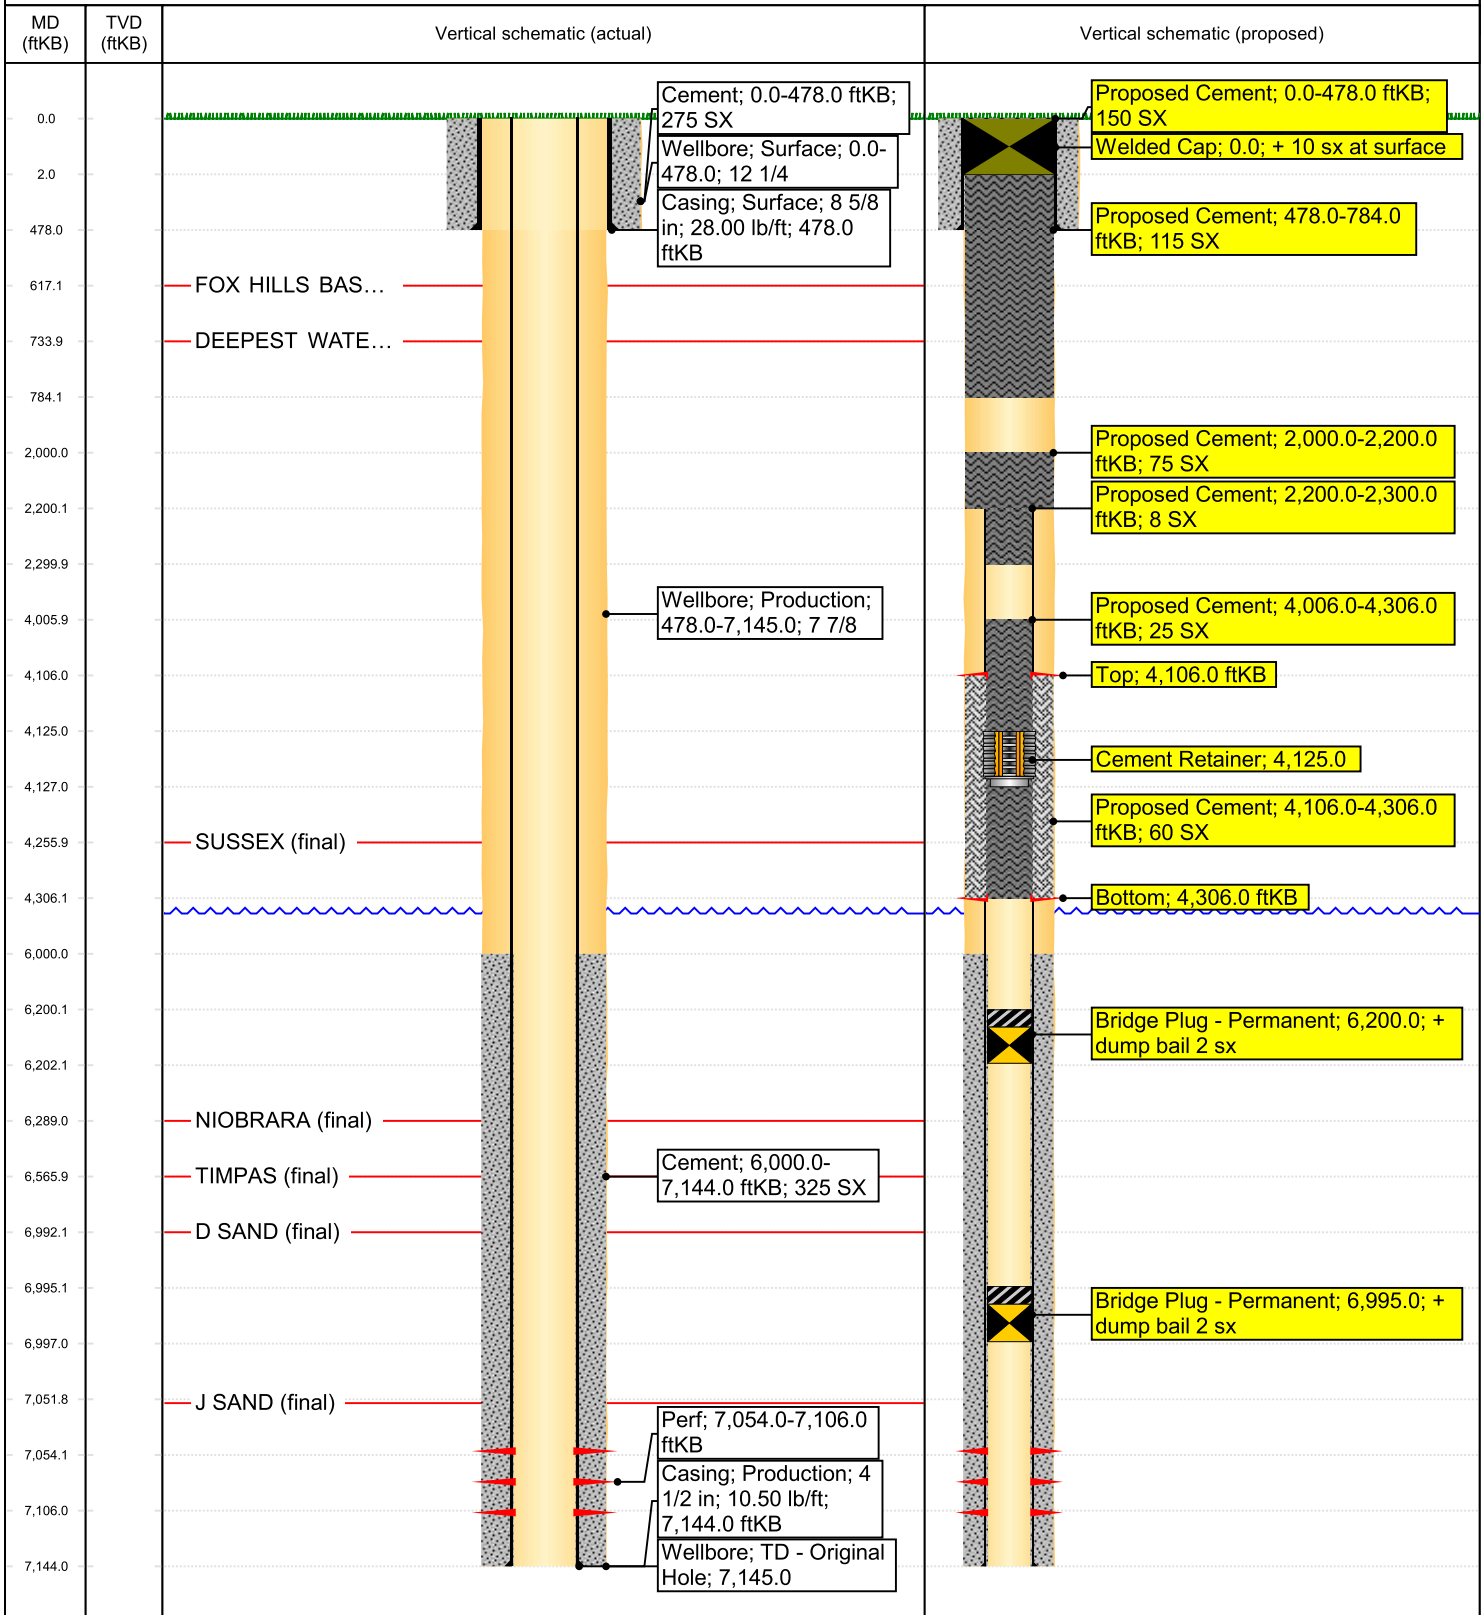 MD
(ftKB)
TVD
(ftKB)
Vertical schematic (actual)
Vertical schematic (proposed)
0.0
2.0
478.0
617.1
733.9
784.1
2,000.0
2,200.1
2,299.9
4,005.9
4,106.0
4,125.0
4,127.0
4,255.9
4,306.1
6,000.0
6,200.1
6,202.1
6,289.0
6,565.9
6,992.1
6,995.1
6,997.0
7,051.8
7,054.1
7,106.0
7,144.0
FOX HILLS BAS…
DEEPEST WATE…
SUSSEX (final)
NIOBRARA (final)
TIMPAS (final)
D SAND (final)
J SAND (final)
Cement; 0.0-478.0 ftKB;
275 SX
Wellbore; Surface; 0.0-
478.0; 12 1/4
Casing; Surface; 8 5/8
in; 28.00 lb/ft; 478.0
ftKB
Wellbore; Production;
478.0-7,145.0; 7 7/8
Cement; 6,000.0-
7,144.0 ftKB; 325 SX
Perf; 7,054.0-7,106.0
ftKB
Casing; Production; 4
1/2 in; 10.50 lb/ft;
7,144.0 ftKB
Wellbore; TD - Original
Hole; 7,145.0
Proposed Cement; 0.0-478.0 ftKB;
150 SX
Welded Cap; 0.0; + 10 sx at surface
Proposed Cement; 478.0-784.0
ftKB; 115 SX
Proposed Cement; 2,000.0-2,200.0
ftKB; 75 SX
Proposed Cement; 2,200.0-2,300.0
ftKB; 8 SX
Proposed Cement; 4,006.0-4,306.0
ftKB; 25 SX
Top; 4,106.0 ftKB
Cement Retainer; 4,125.0
Proposed Cement; 4,106.0-4,306.0
ftKB; 60 SX
Bottom; 4,306.0 ftKB
Bridge Plug - Permanent; 6,200.0; +
dump bail 2 sx
Bridge Plug - Permanent; 6,995.0; +
dump bail 2 sx